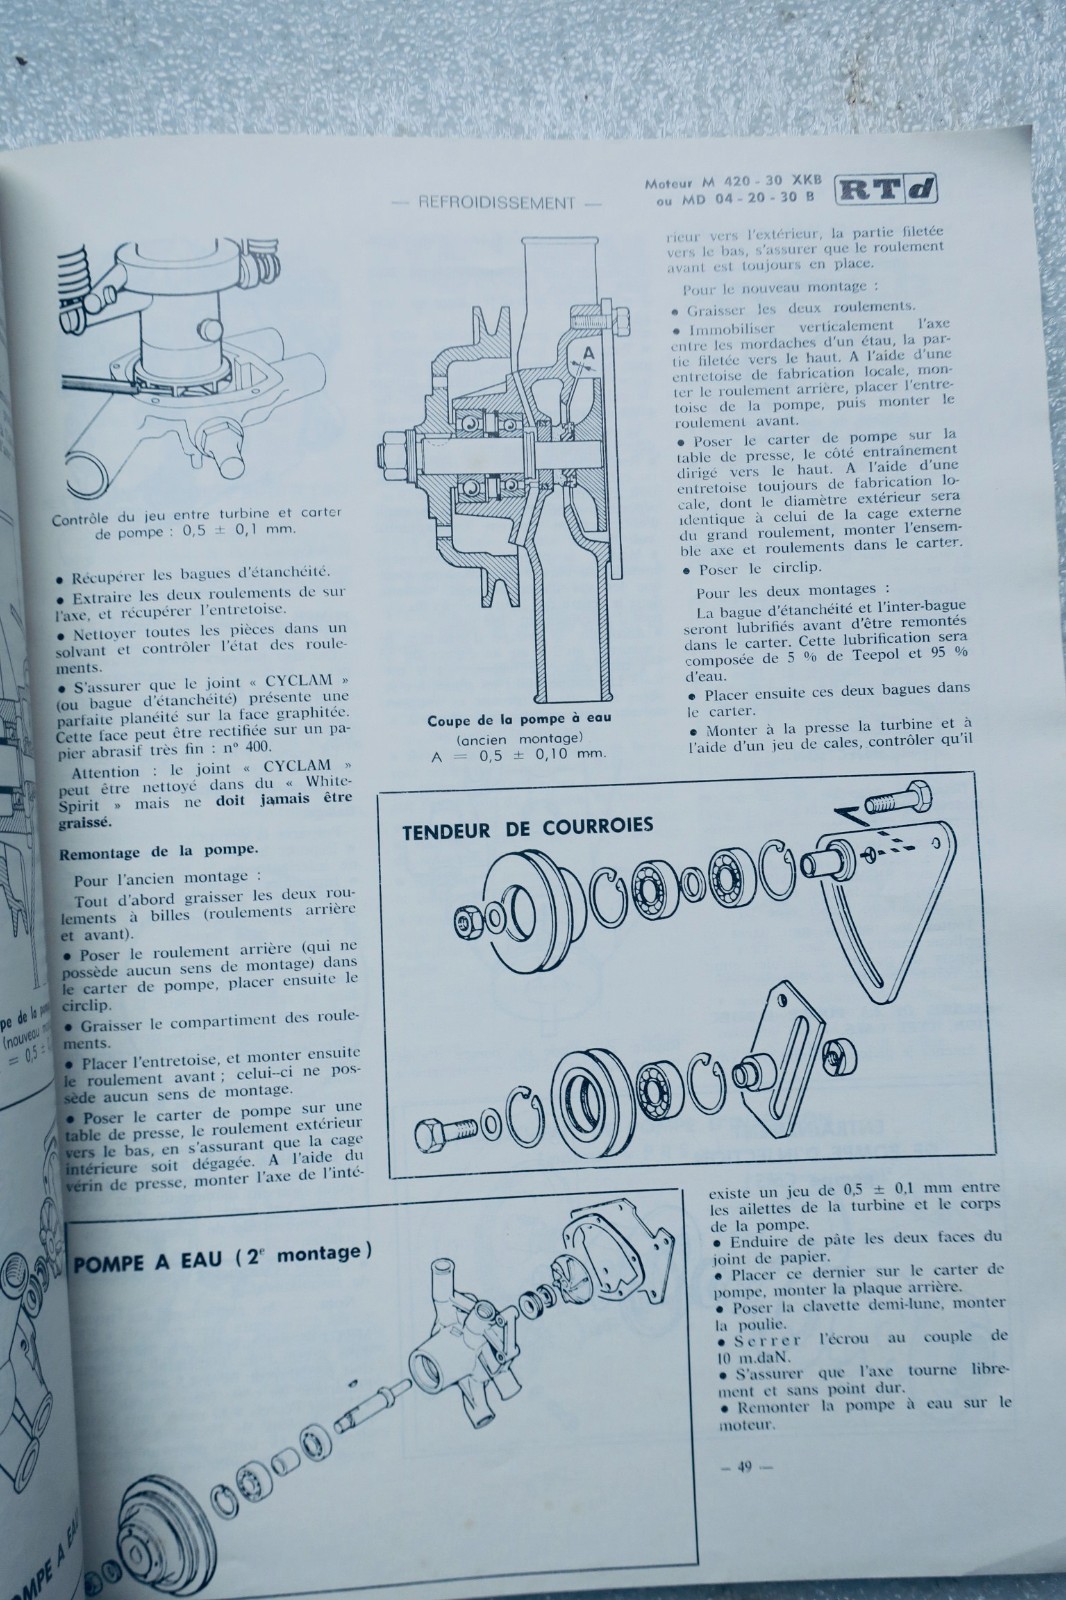 — REFROIDISSEMENT —
Moteur M 420 - 30 XKB
ou MD 04 - 20 - 30 B
RTd
Contrôle du jeu entre turbine et carter
de pompe : 0,5 ± 0,1 mm.
• Récupérer les bagues d'étanchéité.
• Extraire les deux roulements de sur
l'axe, et récupérer l'entretoise.
• Nettoyer toutes les pièces dans un
solvant et contrôler l'état des roule-
ments.
• S'assurer que le joint « CYCLAM »
(ou bague d'étanchéité) présente une
parfaite planéité sur la face graphitée.
Cette face peut être rectifiée sur un pa-
pier abrasif très fin : n° 400.
Attention : le joint « CYCLAM »
peut être nettoyé dans du « White-
Spirit » mais ne doit jamais être
graissé.
Remontage de la pompe.
Pour l'ancien montage :
Tout d'abord graisser les deux rou-
lements à billes (roulements arrière
et avant).
• Poser le roulement arrière (qui ne
possède aucun sens de montage) dans
le carter de pompe, placer ensuite le
circlip.
• Graisser le compartiment des roule-
ments.
• Placer l'entretoise, et monter ensuite
le roulement avant ; celui--ci ne pos-
sède aucun sens de montage.
• Poser le carter de pompe sur une
table de presse, le roulement extérieur
vers le bas, en s'assurant que la cage
intérieure soit dégagée. A l'aide du
vérin de presse, monter l'axe de l'inté-
A
Coupe de la pompe à eau
(ancien montage)
A = 0,5 ± 0,10 mm.
rieur vers l'extérieur, la partie filetée
vers le bas, s'assurer que le roulement
avant est toujours en place.
Pour le nouveau montage :
• Graisser les deux roulements.
• Immobiliser verticalement l'axe
entre les mordaches d'un étau, la par-
tie filetée vers le haut. A l'aide d'une
entretoise de fabrication locale, mon-
ter le roulement arrière, placer l'entre-
toise de la pompe, puis monter le
roulement avant.
• Poser le carter de pompe sur la
table de presse, le côté entraînement
dirigé vers le haut. A l'aide d'une
entretoise toujours de fabrication lo-
cale, dont le diamètre extérieur sera
identique à celui de la cage externe
du grand roulement, monter l'ensem-
ble axe et roulements dans le carter.
• Poser le circlip.
Pour les deux montages :
La bague d'étanchéité et l'inter-bague
seront lubrifiés avant d'être remontés
dans le carter. Cette lubrification sera
composée de 5 % de Teepol et 95 %
d'eau.
• Placer ensuite ces deux bagues dans
le carter.
• Monter à la presse la turbine et à
l'aide d'un jeu de cales, contrôler qu'il
TENDEUR DE COURROIES
POMPE A EAU (2e montage)
existe un jeu de 0,5 ± 0,1 mm entre
les ailettes de la turbine et le corps
de la pompe.
• Enduire de pâte les deux faces du
joint de papier.
• Placer ce dernier sur le carter de
pompe, monter la plaque arrière.
• Poser la clavette demi-lune, monter
la poulie.
• Serrer l'écrou au couple de
10 m.daN.
• S'assurer que l'axe tourne libre-
ment et sans point dur.
• Remonter la pompe à eau sur le
moteur.
— 49 —
pe de la
(nouveau
= 0,5 ±
OMPE A EAU